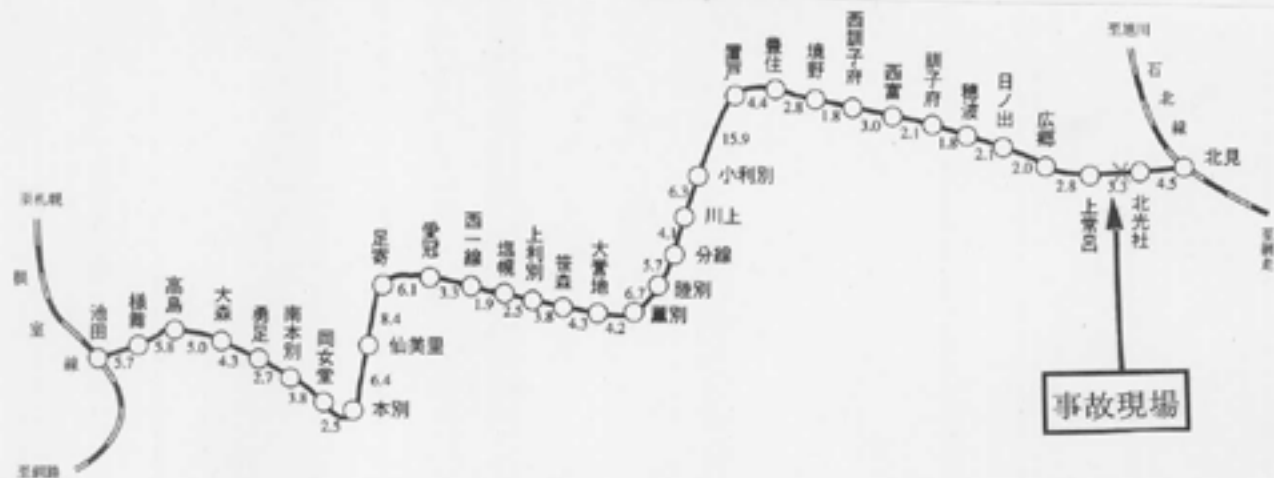 至札幌
根室線
至釧路
池田
5.7
様舞
5.8
高島
5.0
大森
4.3
勇足
2.7
南本別
3.8
岡女堂
2.5
本別
6.4
仙美里
8.4
足寄
6.1
愛冠
3.3
西一線
1.9
塩幌
2.5
上利別
3.8
笹森
4.3
大誉地
4.2
薫別
6.7
陸別
5.7
分線
4.1
川上
6.3
小利別
15.9
置戸
4.4
豊住
2.8
境野
1.8
西訓子府
3.0
西富
2.1
訓子府
1.8
穂波
2.1
日ノ出
2.0
広郷
2.8
上常呂
北光社
4.5
北見
至旭川
石北線
至網走
事故現場